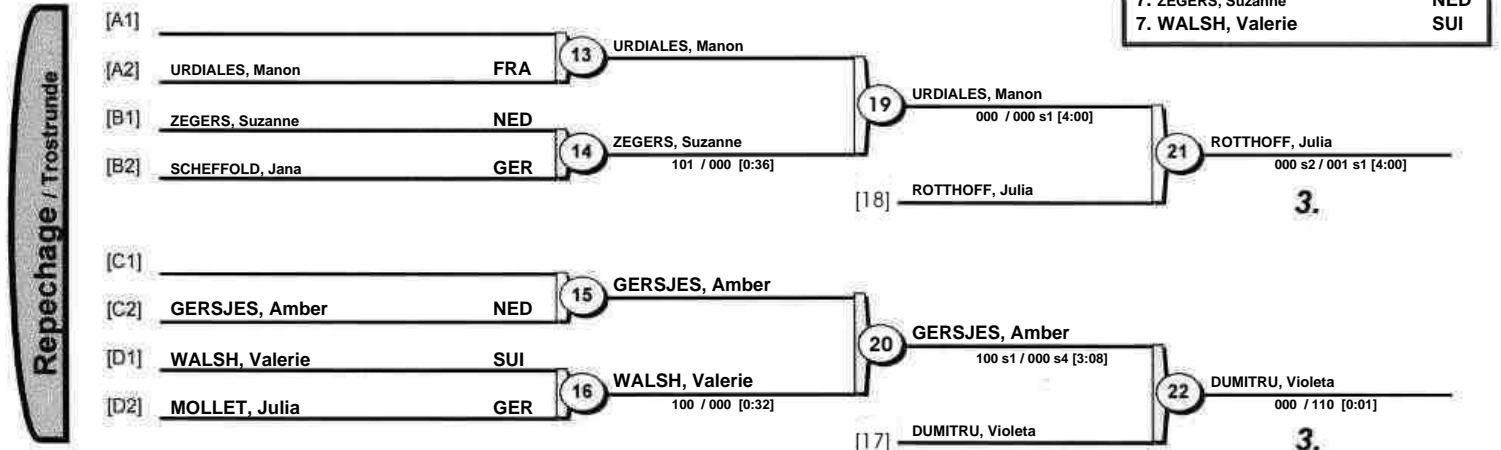 7. ZEGERS, Suzanne NED
7. WALSH, Valerie SUI
Repechage / Trostrunde
[A1]
[A2] URDIALES, Manon FRA
13 URDIALES, Manon
[B1] ZEGERS, Suzanne NED
[B2] SCHEFFOLD, Jana GER
14 ZEGERS, Suzanne
101 / 000 [0:36]
19 URDIALES, Manon
000 / 000 s1 [4:00]
[18] ROTTHOFF, Julia
21 ROTTHOFF, Julia
000 s2 / 001 s1 [4:00]
3.
[C1]
[C2] GERSJES, Amber NED
15 GERSJES, Amber
[D1] WALSH, Valerie SUI
[D2] MOLLET, Julia GER
16 WALSH, Valerie
100 / 000 [0:32]
20 GERSJES, Amber
100 s1 / 000 s4 [3:08]
[17] DUMITRU, Violeta
22 DUMITRU, Violeta
000 / 110 [0:01]
3.